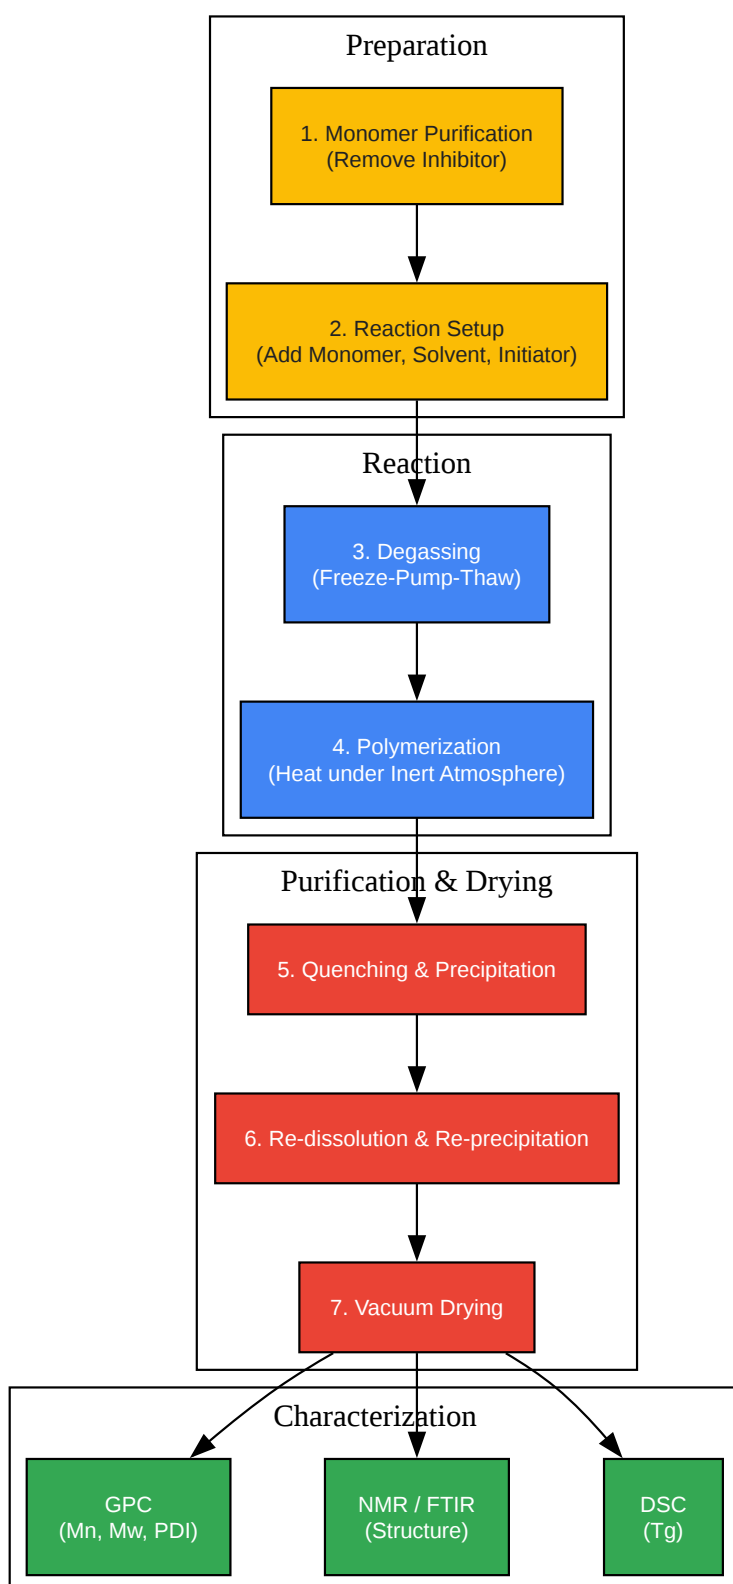 Preparation
1. Monomer Purification
(Remove Inhibitor)
2. Reaction Setup
(Add Monomer, Solvent, Initiator)
Reaction
3. Degassing
(Freeze-Pump-Thaw)
4. Polymerization
(Heat under Inert Atmosphere)
Purification & Drying
5. Quenching & Precipitation
6. Re-dissolution & Re-precipitation
7. Vacuum Drying
Characterization
GPC
(Mn, Mw, PDI)
NMR / FTIR
(Structure)
DSC
(Tg)